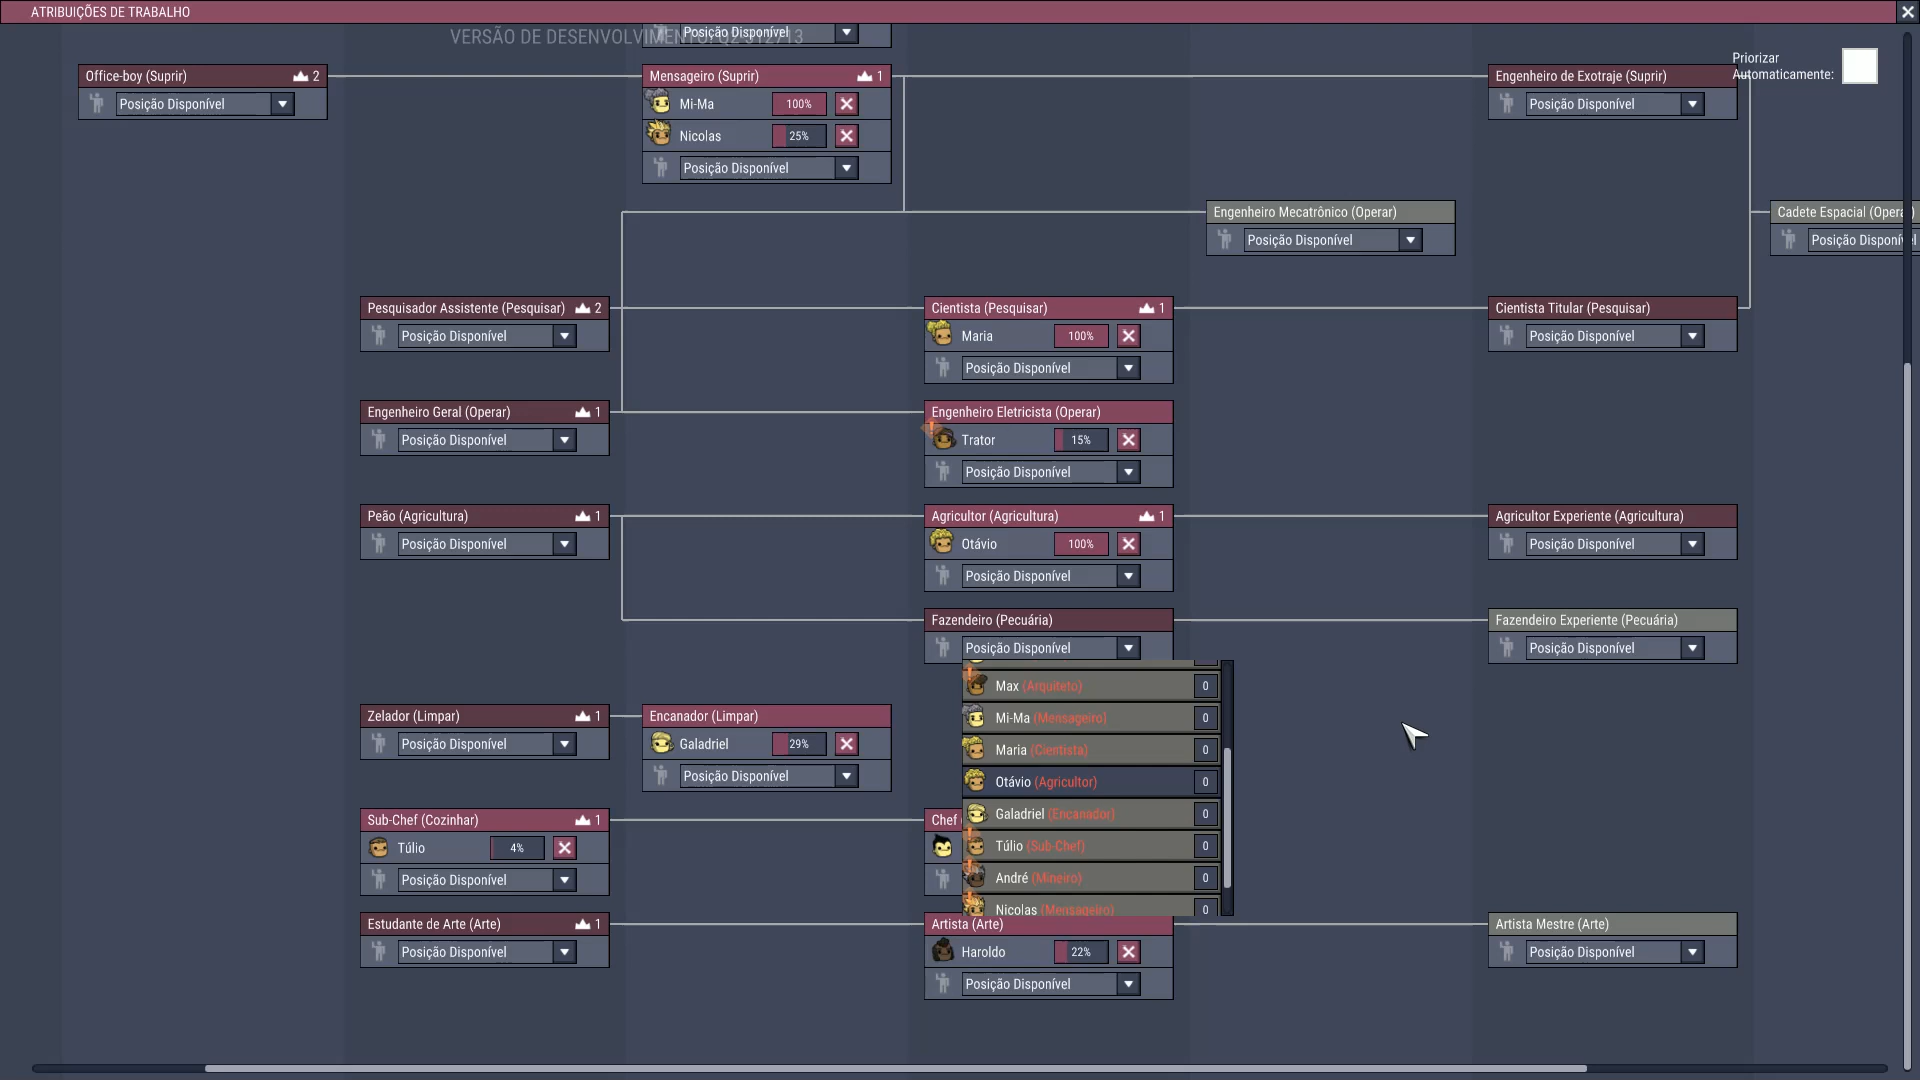 ATRIBUIÇÕES DE TRABALHO
VERSÃO DE DESENVOLVIMENTO: Q2-312713
Posição Disponível
Priorizar
Automaticamente:
Office-boy (Suprir) 2
Posição Disponível
Mensageiro (Suprir) 1
Mi-Ma 100%
Nicolas 25%
Posição Disponível
Engenheiro de Exotraje (Suprir)
Posição Disponível
Engenheiro Mecatrônico (Operar)
Posição Disponível
Cadete Espacial (Operar)
Posição Disponível
Pesquisador Assistente (Pesquisar) 2
Posição Disponível
Cientista (Pesquisar) 1
Maria 100%
Posição Disponível
Cientista Titular (Pesquisar)
Posição Disponível
Engenheiro Geral (Operar) 1
Posição Disponível
Engenheiro Eletricista (Operar)
Trator 15%
Posição Disponível
Peão (Agricultura) 1
Posição Disponível
Agricultor (Agricultura) 1
Otávio 100%
Posição Disponível
Agricultor Experiente (Agricultura)
Posição Disponível
Fazendeiro (Pecuária)
Posição Disponível
Max (Arquiteto) 0
Mi-Ma (Mensageiro) 0
Maria (Cientista) 0
Otávio (Agricultor) 0
Galadriel (Encanador) 0
Túlio (Sub-Chef) 0
André (Mineiro) 0
Nicolas (Mensageiro) 0
Fazendeiro Experiente (Pecuária)
Posição Disponível
Zelador (Limpar) 1
Posição Disponível
Encanador (Limpar)
Galadriel 29%
Posição Disponível
Sub-Chef (Cozinhar) 1
Túlio 4%
Posição Disponível
Chef
Estudante de Arte (Arte) 1
Posição Disponível
Artista (Arte)
Haroldo 22%
Posição Disponível
Artista Mestre (Arte)
Posição Disponível